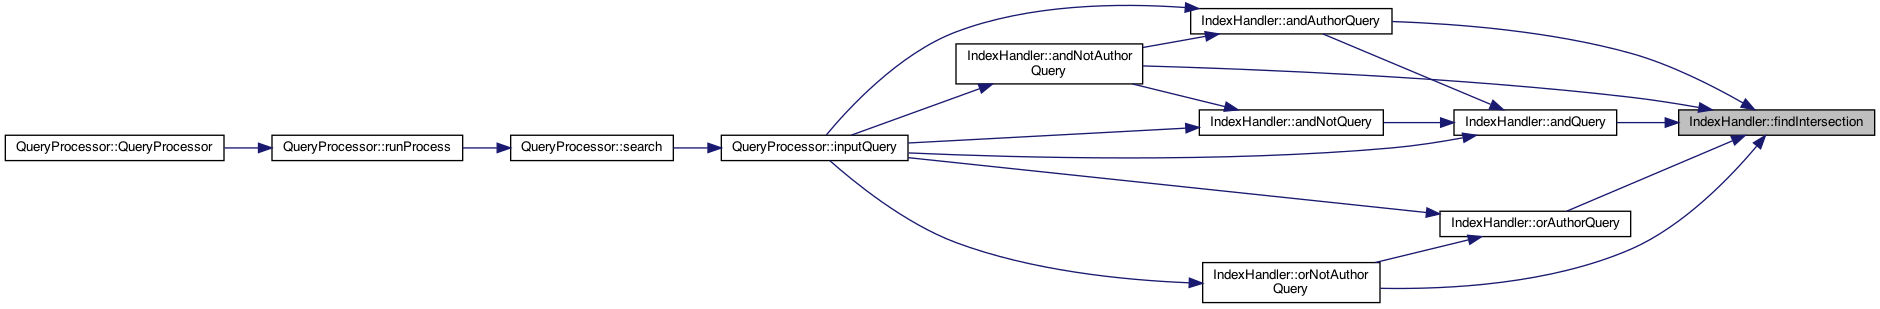 IndexHandler::andAuthorQuery
IndexHandler::andNotAuthor
Query
IndexHandler::andNotQuery
IndexHandler::andQuery
IndexHandler::findIntersection
QueryProcessor::QueryProcessor
QueryProcessor::runProcess
QueryProcessor::search
QueryProcessor::inputQuery
IndexHandler::orAuthorQuery
IndexHandler::orNotAuthor
Query